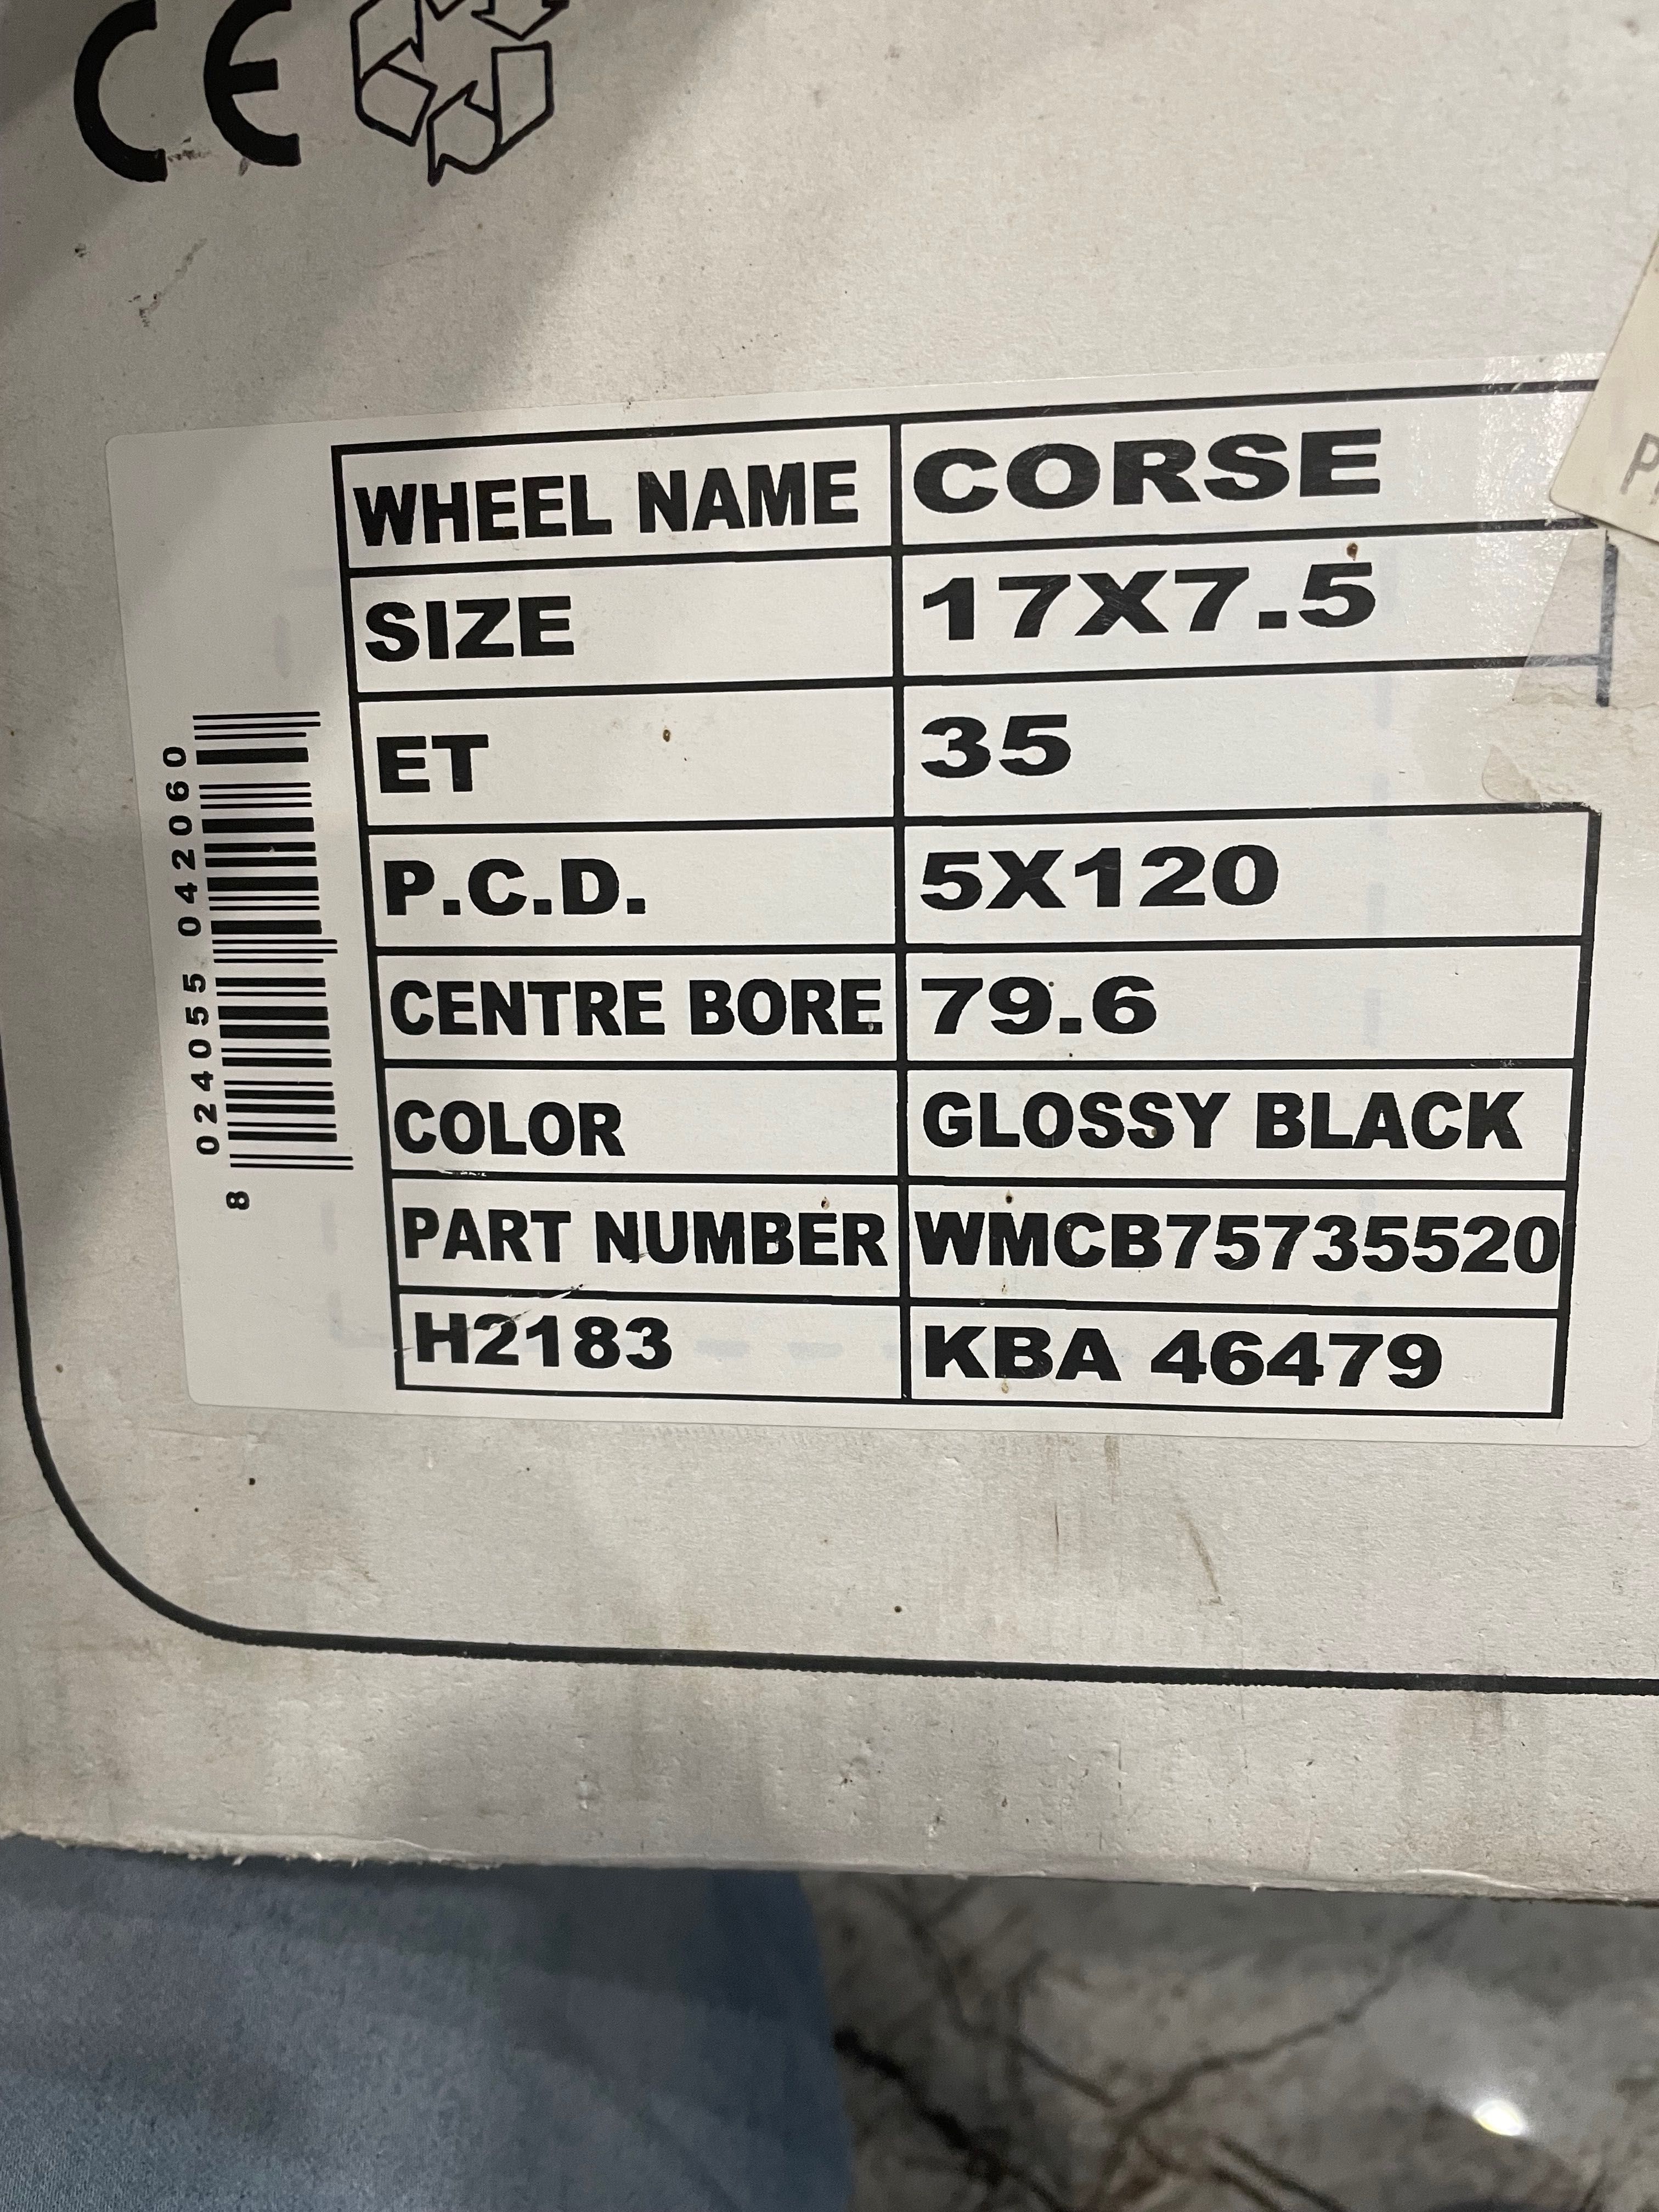 CE
WHEEL NAME CORSE
SIZE 17X7.5
ET 35
P.C.D. 5X120
CENTRE BORE 79.6
COLOR GLOSSY BLACK
PART NUMBER WMCB75735520
H2183 KBA 46479
8 024055 042060